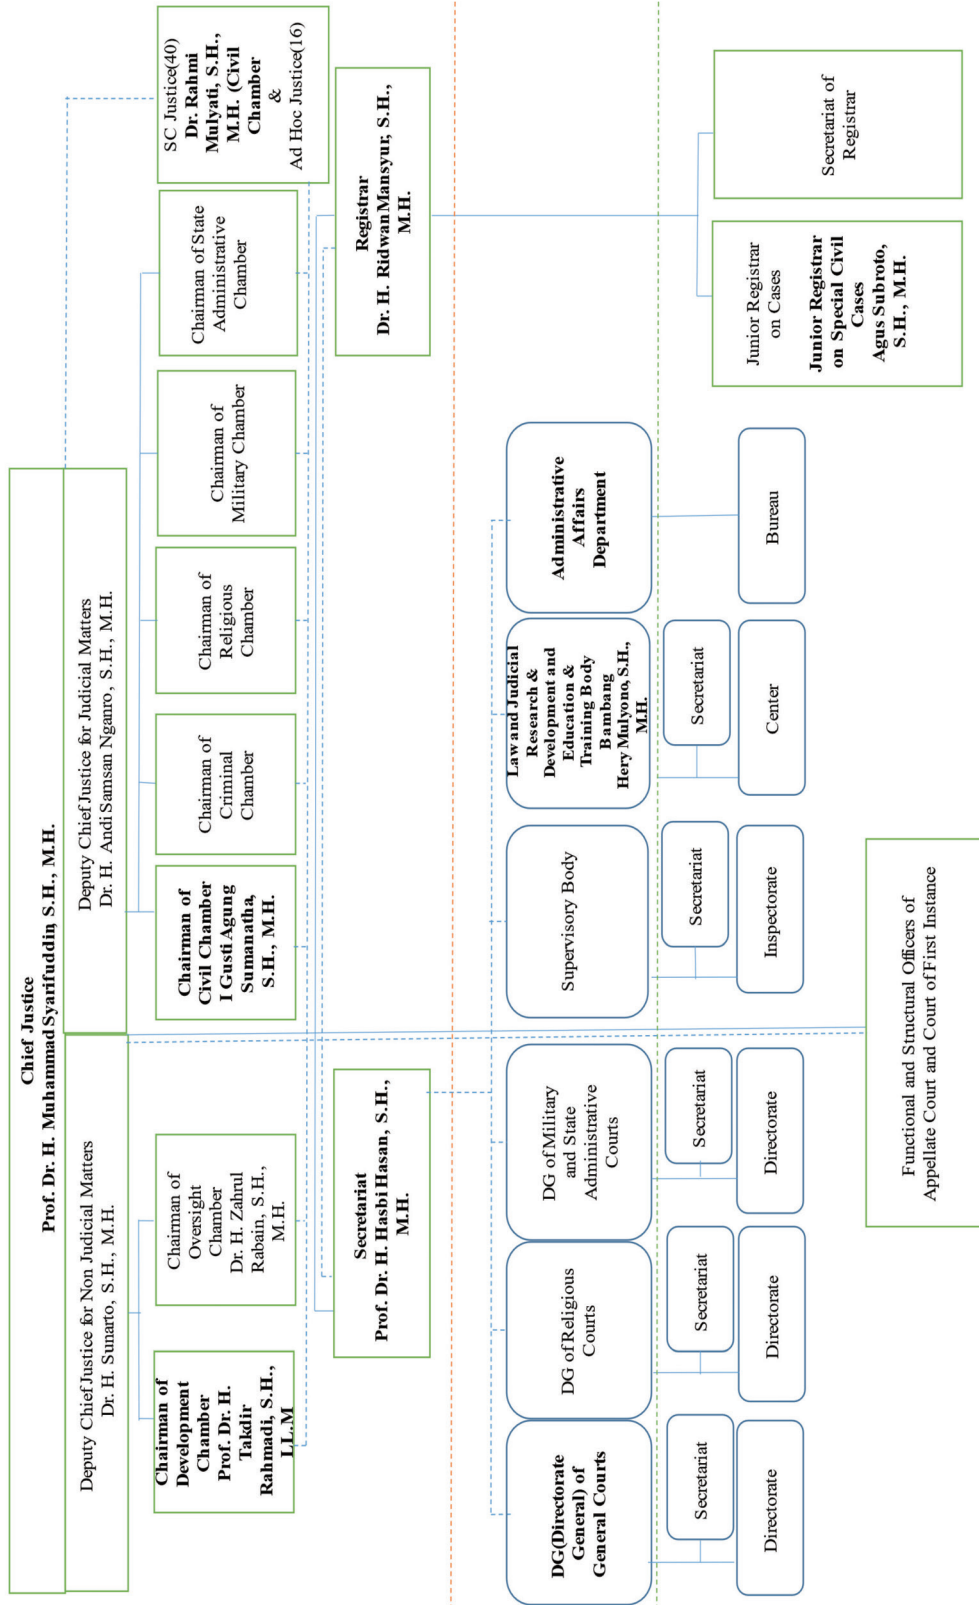 Chief Justice
Prof. Dr. H. Muhammad Syarifuddin, S.H., M.H.
Deputy Chief Justice for Non Judicial Matters
Dr. H. Sunarto, S.H., M.H.
Deputy Chief Justice for Judicial Matters
Dr. H. Andi Samsan Nganro, S.H., M.H.
Chairman of
Development
Chamber
Prof. Dr. H.
Takdir
Rahmadi, S.H.,
LL.M
Chairman of
Oversight
Chamber
Dr. H. Zahrul
Rabain, S.H.,
M.H.
Chairman of
Civil Chamber
I Gusti Agung
Sumanatha,
S.H., M.H.
Chairman of
Criminal
Chamber
Chairman of
Religious
Chamber
Chairman of
Military Chamber
Chairman of State
Administrative
Chamber
SC Justice(40)
Dr. Rahmi
Mulyati, S.H.,
M.H. (Civil
Chamber
&
Ad Hoc Justice(16)
Secretariat
Prof. Dr. H. Hasbi Hasan, S.H.,
M.H.
Registrar
Dr. H. Ridwan Mansyur, S.H.,
M.H.
DG(Directorate
General) of
General Courts
DG of Religious
Courts
DG of Military
and State
Administrative
Courts
Supervisory Body
Law and Judicial
Research &
Development and
Education &
Training Body
Bambang
Hery Mulyono, S.H.,
M.H.
Administrative
Affairs
Department
Secretariat
Directorate
Secretariat
Directorate
Secretariat
Directorate
Secretariat
Inspectorate
Secretariat
Center
Bureau
Junior Registrar
on Cases
Junior Registrar
on Special Civil
Cases
Agus Subroto,
S.H., M.H.
Secretariat of
Registrar
Functional and Structural Officers of
Appellate Court and Court of First Instance